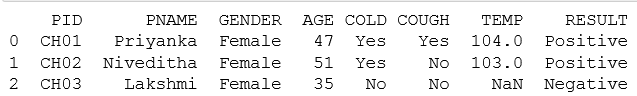 PID PNAME GENDER AGE COLD COUGH TEMP RESULT
0 CH01 Priyanka Female 47 Yes Yes 104.0 Positive
1 CH02 Niveditha Female 51 Yes No 103.0 Positive
2 CH03 Lakshmi Female 35 No No NaN Negative